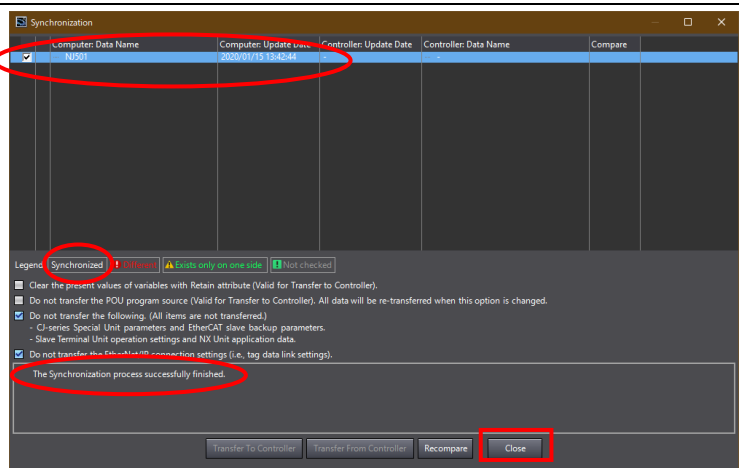 Synchronization
Computer: Data Name Computer: Update Date Controller: Update Date Controller: Data Name Compare
NJ501 2020/01/15 13:42:44 - -
Legend: Synchronized Different Exists only on one side Not checked
Clear the present values of variables with Retain attribute (Valid for Transfer to Controller).
Do not transfer the POU program source (Valid for Transfer to Controller). All data will be re-transferred when this option is changed.
Do not transfer the following. (All items are not transferred.)
- CJ-series Special Unit parameters and EtherCAT slave backup parameters.
- Slave Terminal Unit operation settings and NX Unit application data.
Do not transfer the EtherNet/IP connection settings (i.e., tag data link settings).
The Synchronization process successfully finished.
Transfer To Controller Transfer From Controller Recompare Close